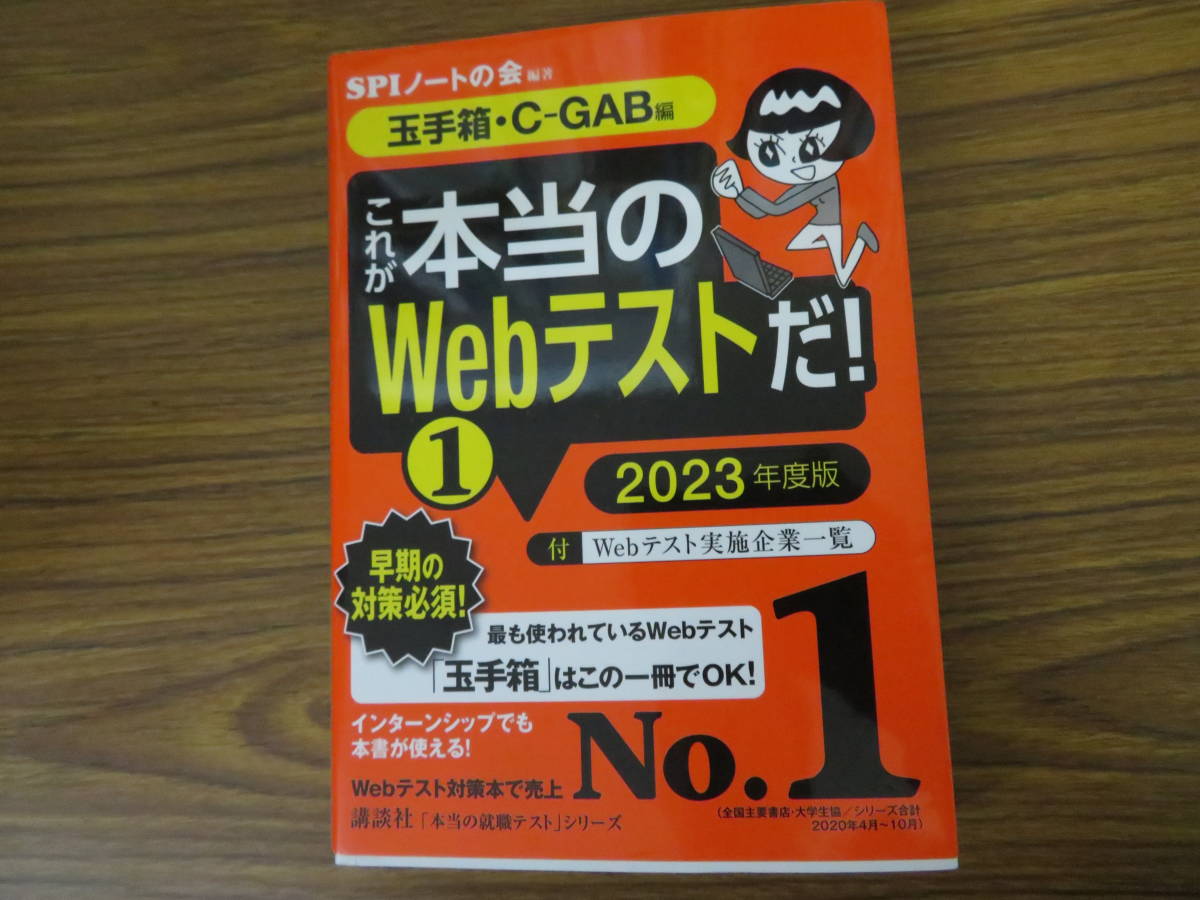 SPIノートの会 編著
玉手箱・C-GAB編
これが
本当の
Webテストだ!
1
2023年度版
付 Webテスト実施企業一覧
早期の
対策必須!
最も使われているWebテスト
「玉手箱」はこの一冊でOK!
インターンシップでも
本書が使える!
Webテスト対策本で売上
No.1
講談社「本当の就職テスト」シリーズ
(全国主要書店・大学生協/シリーズ合計
2020年4月~10月)